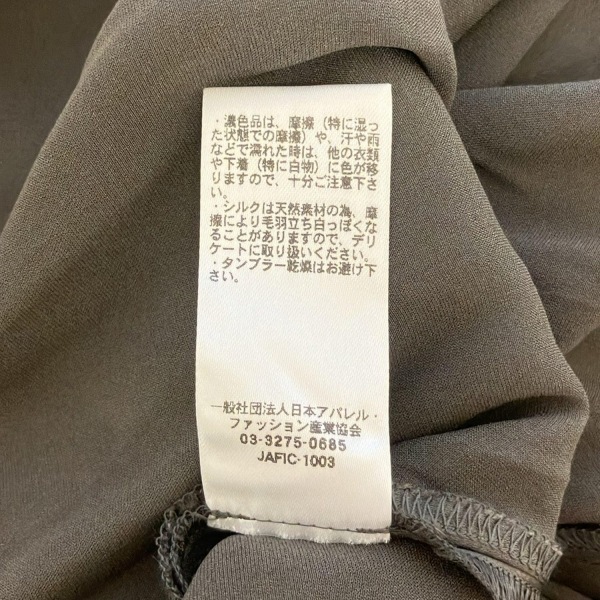 ・濃色品は、摩擦（特に湿っ
た状態での摩擦）や、汗や雨
などで濡れた時は、他の衣類
や下着（特に白物）に色が移
りますので、十分ご注意下さ
い。
・シルクは天然素材の為、摩
擦により毛羽立ち白っぽくな
ることがありますので、デリ
ケートに取り扱いください。
・タンブラー乾燥はお避け下
さい。
一般社団法人日本アパレル・
ファッション産業協会
03-3275-0685
JAFIC-1003